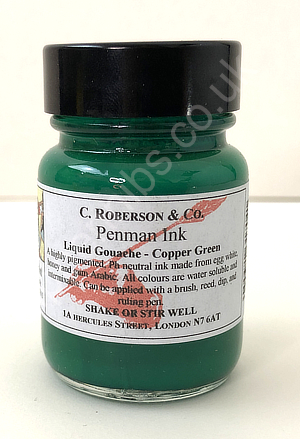 C. ROBERSON & CO.
Penman Ink
Liquid Gouache - Copper Green
A highly pigmented, Ph neutral ink made from egg white,
honey and gum Arabic. All colours are water soluble and
intermixable. Can be applied with a brush, reed, dip, and
ruling pen.
SHAKE OR STIR WELL
1A HERCULES STREET, LONDON N7 6AT